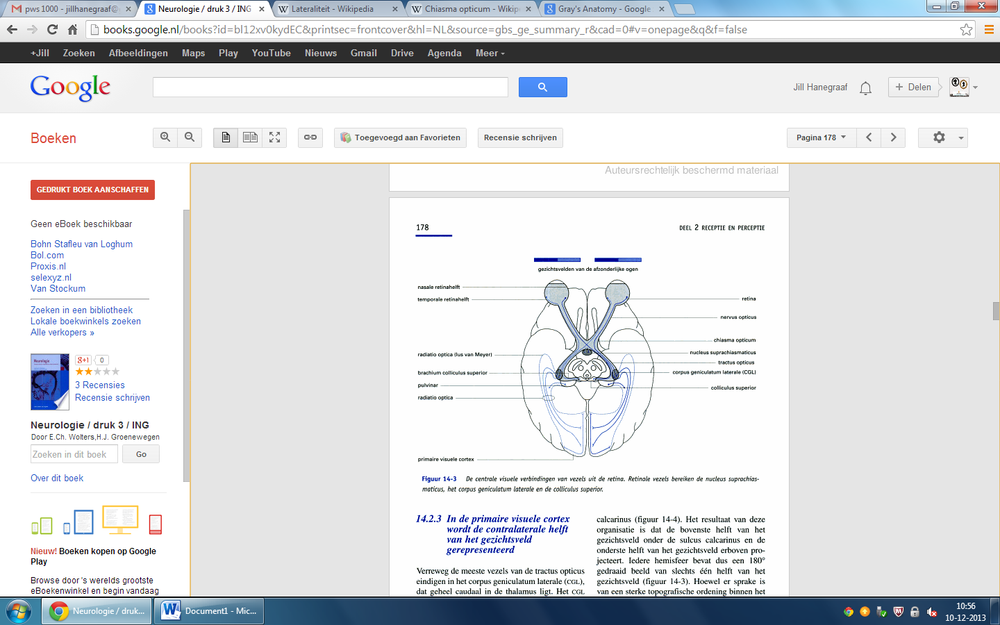 pws 1000 - jillhanegraaf@
Neurologie / druk 3 / ING
Lateraliteit - Wikipedia
Chiasma opticum - Wikip
Gray's Anatomy - Google
books.google.nl/books?id=bl12xv0kydEC&printsec=frontcover&hl=NL&source=gbs_ge_summary_r&cad=0#v=onepage&q&f=false
+Jill Zoeken Afbeeldingen Maps Play YouTube Nieuws Gmail Drive Agenda Meer
Google
Jill Hanegraaf
+ Delen
Boeken
Toegevoegd aan Favorieten
Recensie schrijven
Pagina 178
GEDRUKT BOEK AANSCHAFFEN
Geen eBoek beschikbaar
Bohn Stafleu van Loghum
Bol.com
Proxis.nl
selexyz.nl
Van Stockum
Zoeken in een bibliotheek
Lokale boekwinkels zoeken
Alle verkopers »
Neurologie
g+1 0
3 Recensies
Recensie schrijven
Neurologie / druk 3 / ING
Door E.Ch. Wolters,H.J. Groenewegen
Zoeken in dit boek
Go
Over dit boek
Nieuw! Boeken kopen op Google
Play
Browse door 's werelds grootste
eBoekenwinkel en begin vandaag
Auteursrechtelijk beschermd materiaal
178
DEEL 2 RECEPTIE EN PERCEPTIE
gezichtsvelden van de afzonderlijke ogen
nasale retinahelft
temporale retinahelft
retina
nervus opticus
chiasma opticum
nucleus suprachiasmaticus
tractus opticus
corpus geniculatum laterale (CGL)
colliculus superior
radiatio optica (lus van Meyer)
brachium colliculus superior
pulvinar
radiatio optica
primaire visuele cortex
Figuur 14-3 De centrale visuele verbindingen van vezels uit de retina. Retinale vezels bereiken de nucleus suprachias-
maticus, het corpus geniculatum laterale en de colliculus superior.
14.2.3 In de primaire visuele cortex
wordt de contralaterale helft
van het gezichtsveld
gerepresenteerd
Verreweg de meeste vezels van de tractus opticus
eindigen in het corpus geniculatum laterale (CGL),
dat geheel caudaal in de thalamus ligt. Het CGL
calcarinus (figuur 14-4). Het resultaat van deze
organisatie is dat de bovenste helft van het
gezichtsveld onder de sulcus calcarinus en de
onderste helft van het gezichtsveld erboven pro-
jecteert. Iedere hemisfeer bevat dus een 180°
gedraaid beeld van slechts één helft van het
gezichtsveld (figuur 14-3). Hoewel er sprake is
van een sterke topografische ordening binnen het
Neurologie / druk...
Document1 - Mic...
10:56
10-12-2013